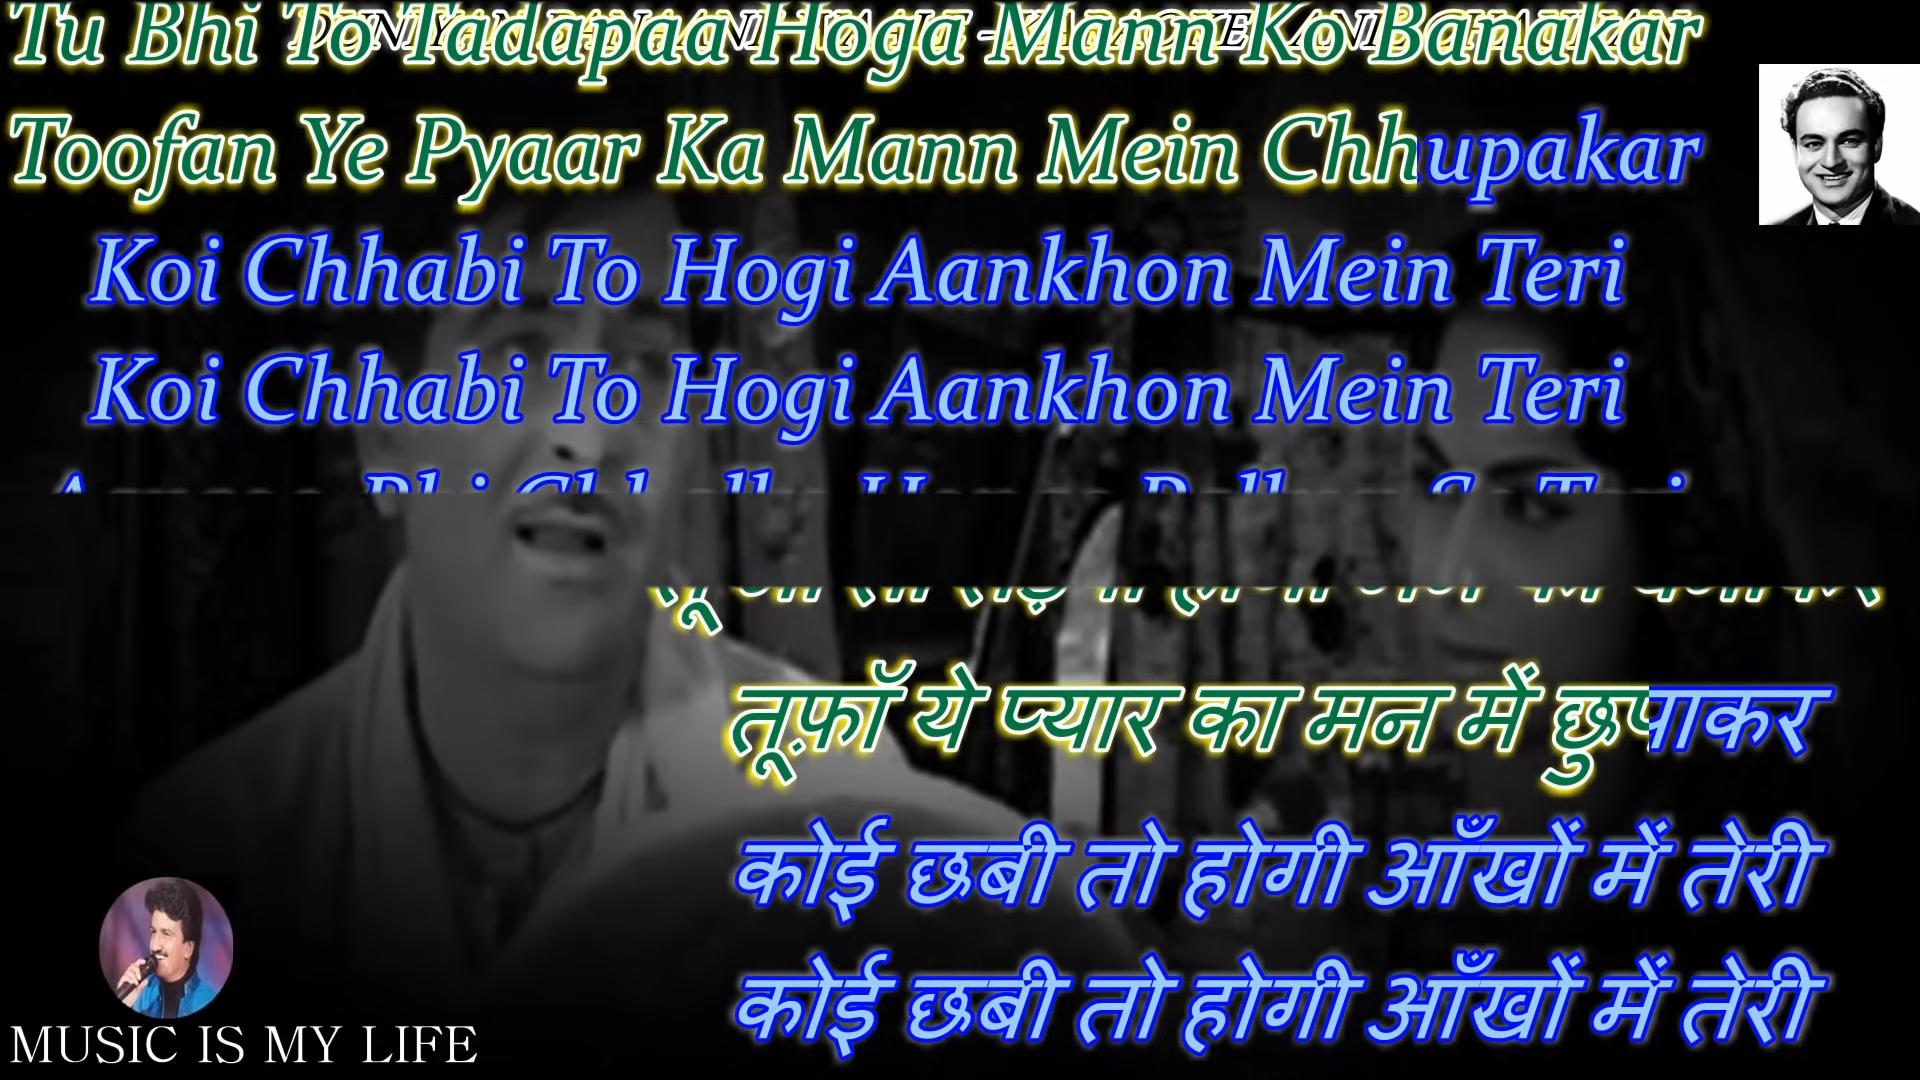 Tu Bhi To Tadapaa Hoga Mann Ko Banakar
Toofan Ye Pyaar Ka Mann Mein Chhupakar
Koi Chhabi To Hogi Aankhon Mein Teri
Koi Chhabi To Hogi Aankhon Mein Teri
तूफ़ॉ ये प्यार का मन में छुपाकर
कोई छबी तो होगी आँखों में तेरी
कोई छबी तो होगी आँखों में तेरी
MUSIC IS MY LIFE